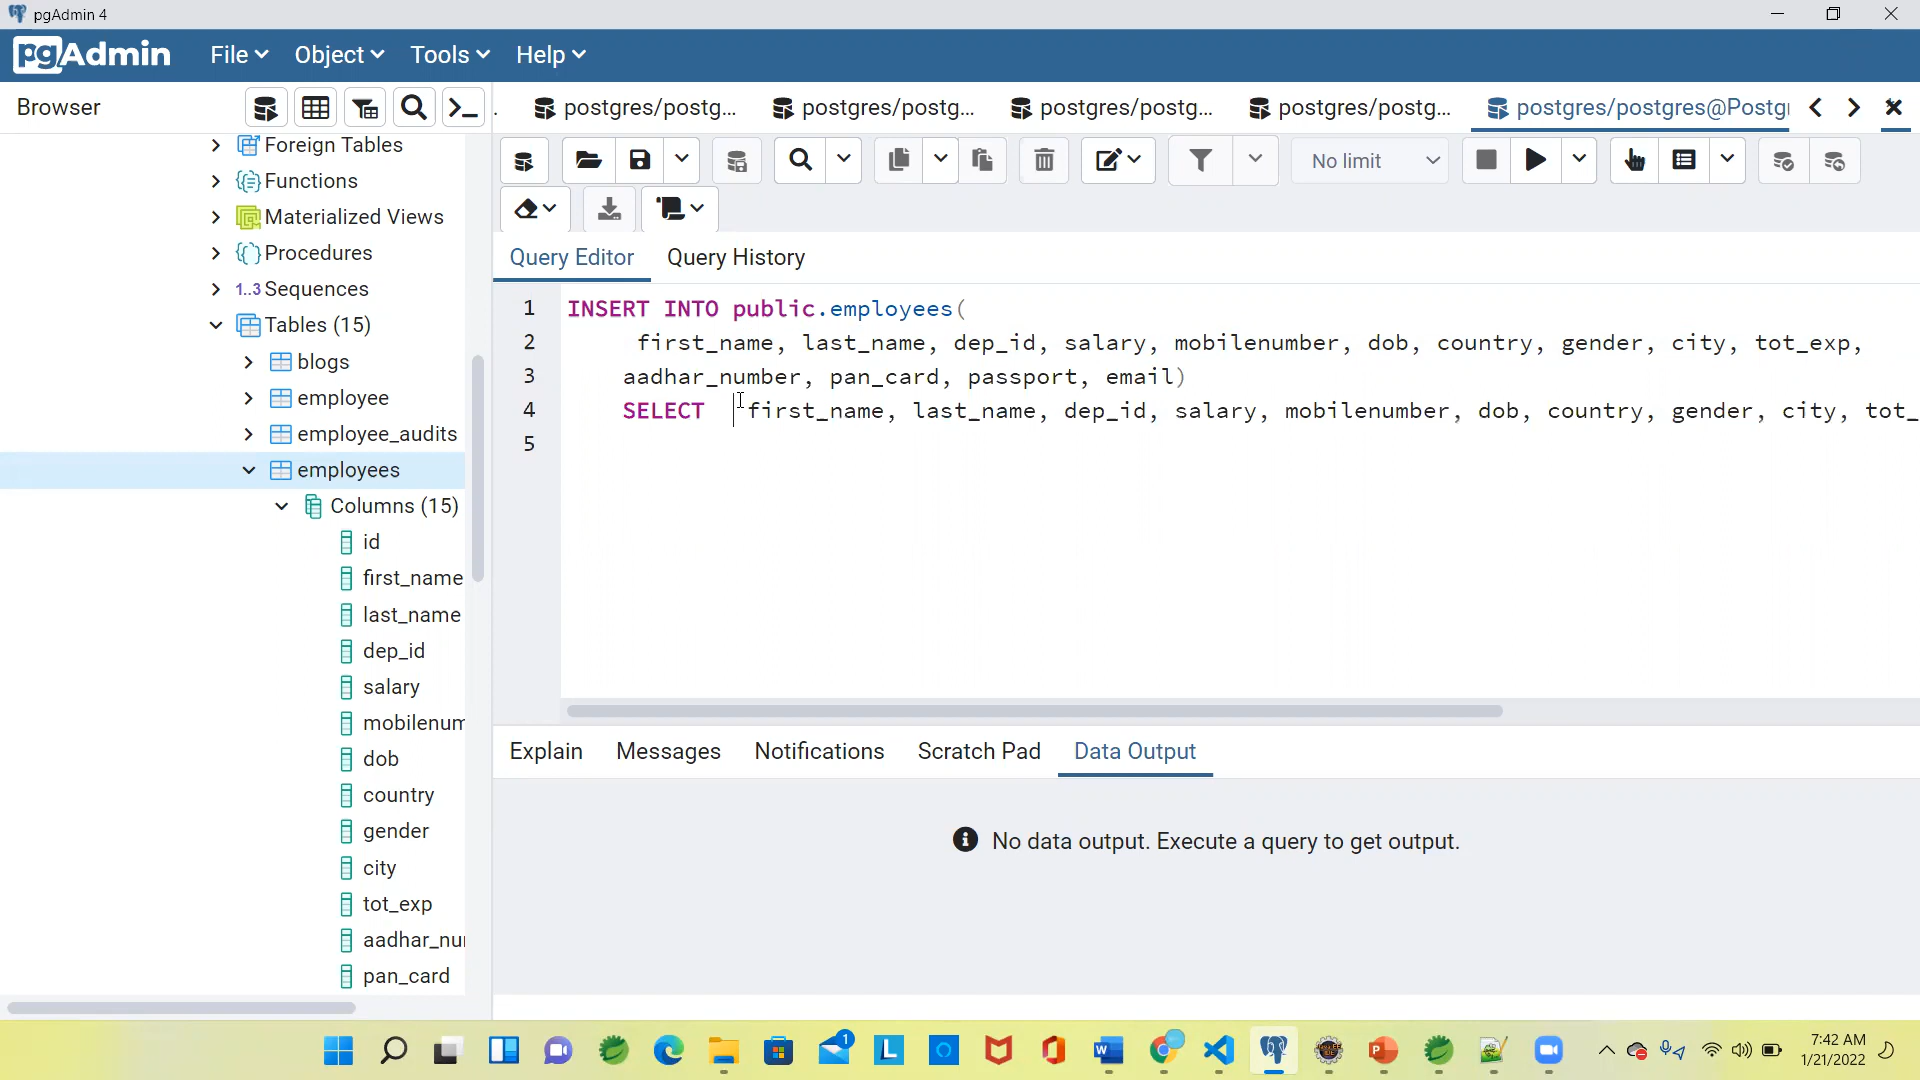 pgAdmin 4
pgAdmin File Object Tools Help
Browser
postgres/postg... postgres/postg... postgres/postg... postgres/postg... postgres/postgres@Postgr
No limit
Query Editor Query History
1 INSERT INTO public.employees(
2 first_name, last_name, dep_id, salary, mobilenumber, dob, country, gender, city, tot_exp,
3 aadhar_number, pan_card, passport, email)
4 SELECT first_name, last_name, dep_id, salary, mobilenumber, dob, country, gender, city, tot_
5
Foreign Tables
Functions
Materialized Views
Procedures
1..3 Sequences
Tables (15)
blogs
employee
employee_audits
employees
Columns (15)
id
first_name
last_name
dep_id
salary
mobilenum
dob
country
gender
city
tot_exp
aadhar_nu
pan_card
Explain Messages Notifications Scratch Pad Data Output
No data output. Execute a query to get output.
1
7:42 AM
1/21/2022